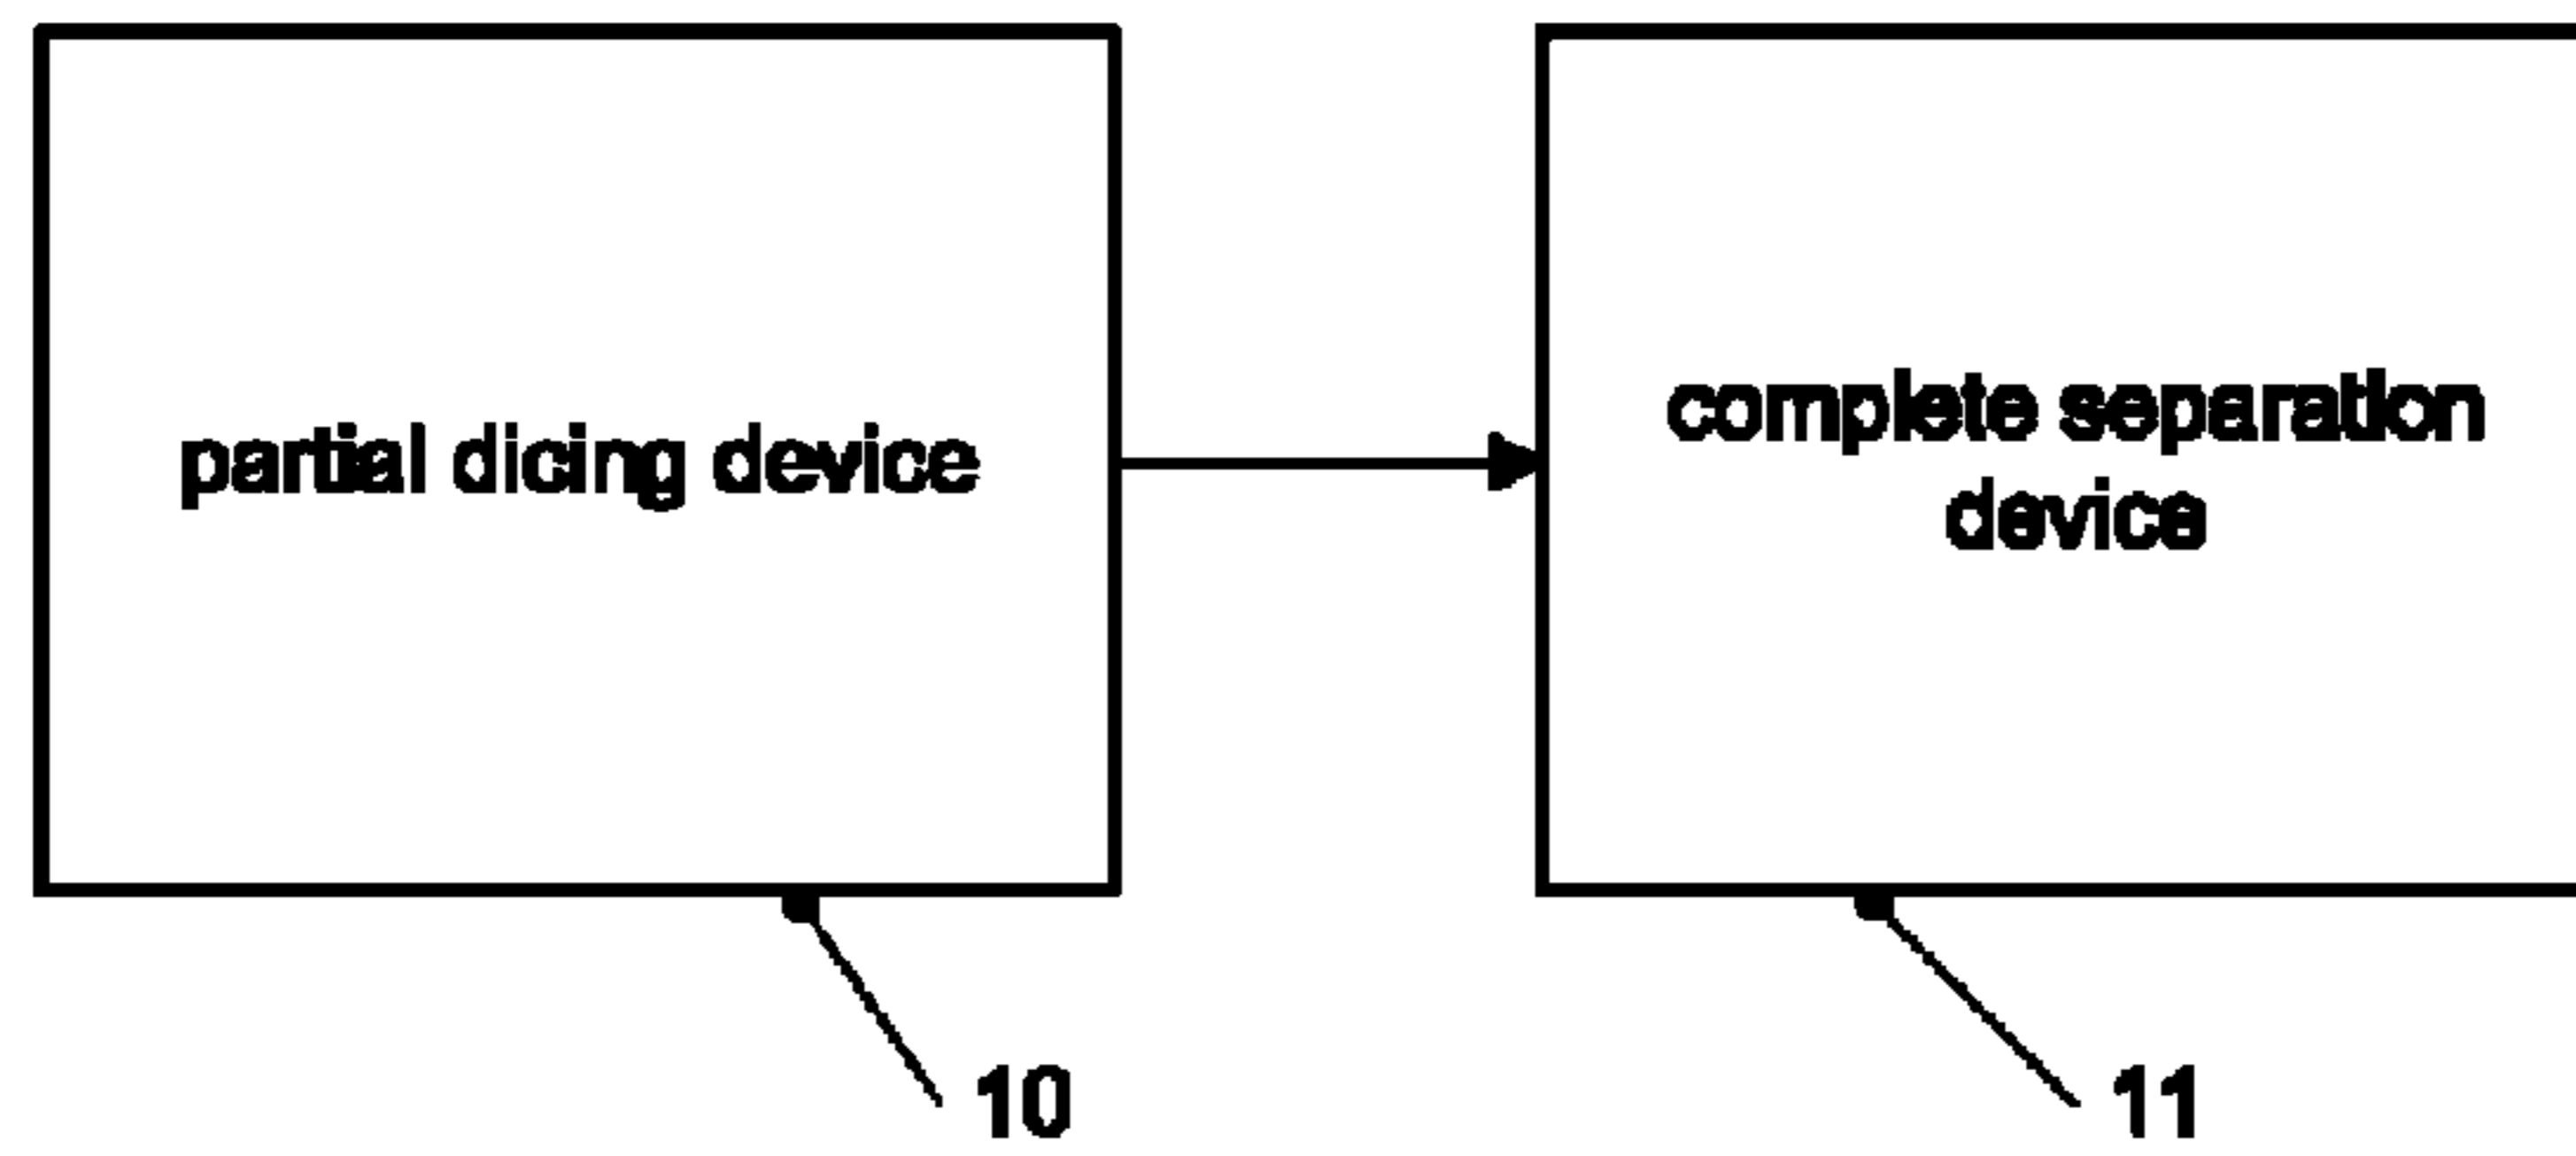 partial dicing device
complete separation
device
10
11